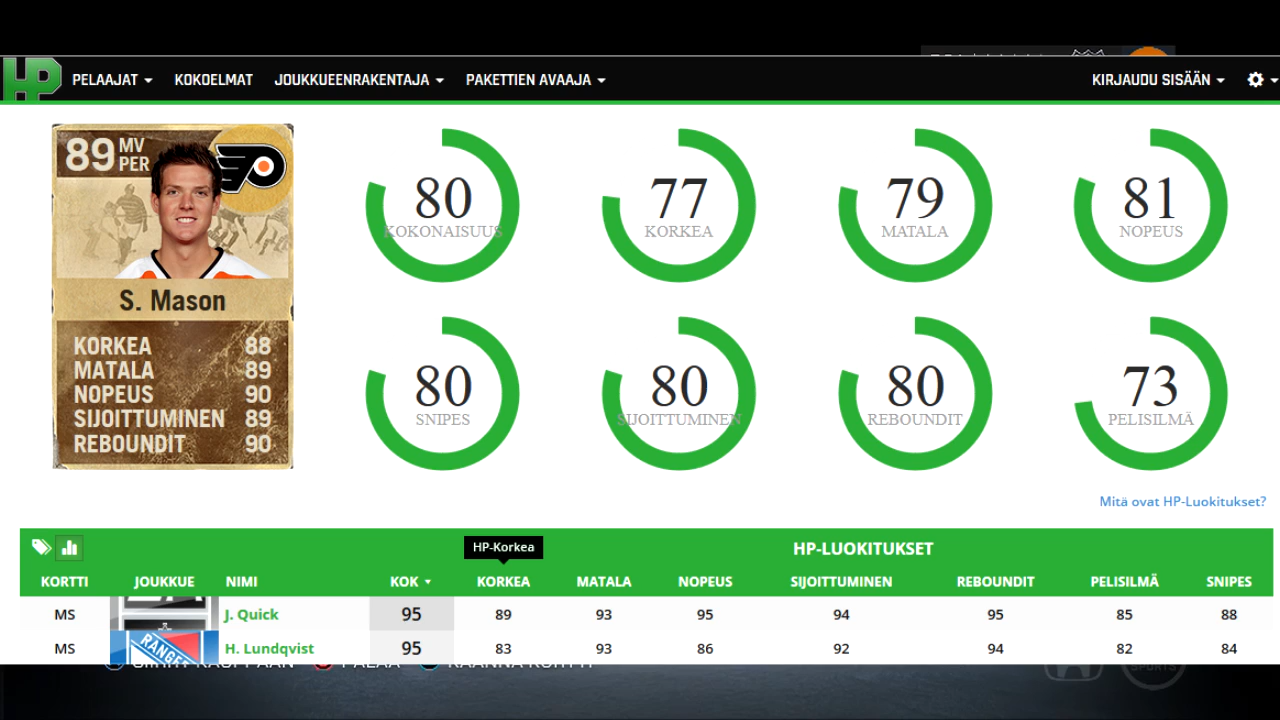 HP PELAAJAT KOKOELMAT JOUKKUEENRAKENTAJA PAKETTIEN AVAAJA KIRJAUDU SISÄÄN
89 MV
PER
S. Mason
KORKEA 88
MATALA 89
NOPEUS 90
SIJOITTUMINEN 89
REBOUNDIT 90
80 77 79 81
KOKONAISUUS KORKEA MATALA NOPEUS
80 80 80 73
SNIPES SIJOITTUMINEN REBOUNDIT PELISILMÄ
Mitä ovat HP-Luokitukset?
HP-Korkea HP-LUOKITUKSET
KORTTI JOUKKUE NIMI KOK KORKEA MATALA NOPEUS SIJOITTUMINEN REBOUNDIT PELISILMÄ SNIPES
MS J. Quick 95 89 93 95 94 95 85 88
MS H. Lundqvist 95 83 93 86 92 94 82 84